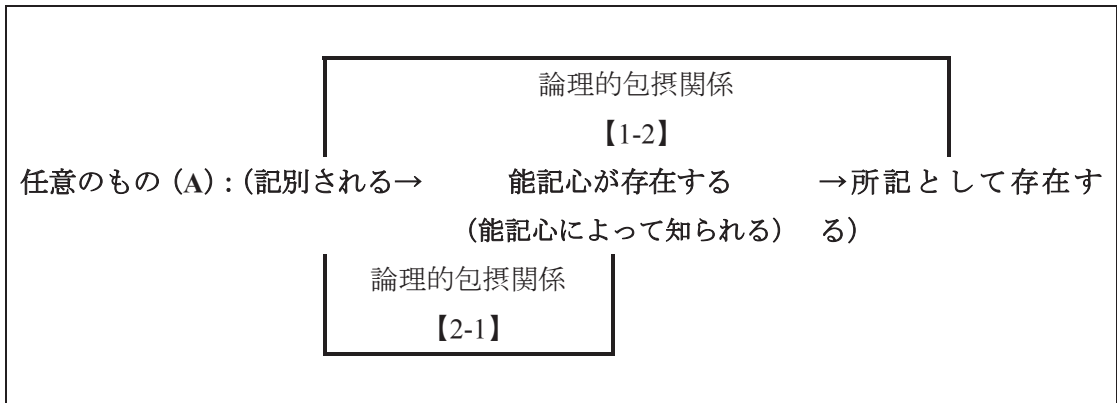 論理的包摂関係
【1-2】
任意のもの (A) : (記別される→ 能記心が存在する →所記として存在す
(能記心によって知られる) る)
論理的包摂関係
【2-1】